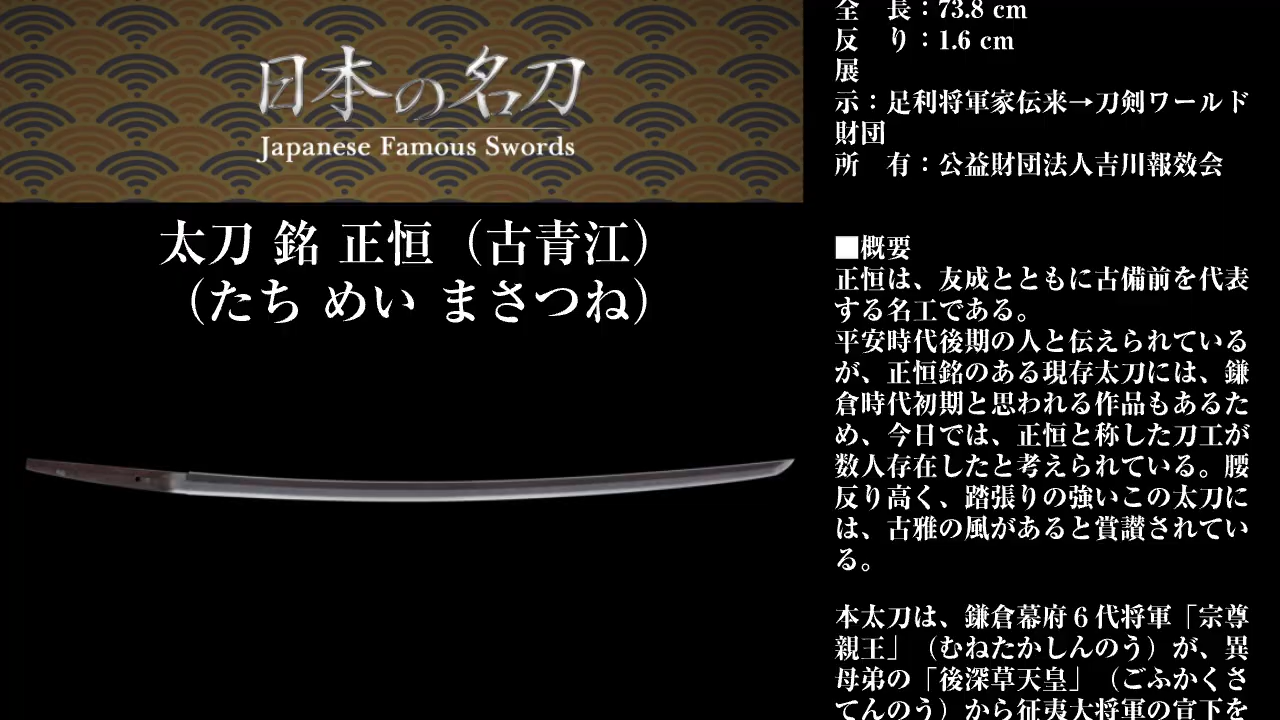 日本の名刀
Japanese Famous Swords
太刀 銘 正恒（古青江）
（たち めい まさつね）
全　長：73.8 cm
反　り：1.6 cm
展
示：足利将軍家伝来→刀剣ワールド
財団
所　有：公益財団法人吉川報效会
■概要
正恒は、友成とともに古備前を代表
する名工である。
平安時代後期の人と伝えられている
が、正恒銘のある現存太刀には、鎌
倉時代初期と思われる作品もあるた
め、今日では、正恒と称した刀工が
数人存在したと考えられている。腰
反り高く、踏張りの強いこの太刀に
は、古雅の風があると賞讃されてい
る。
本太刀は、鎌倉幕府６代将軍「宗尊
親王」（むねたかしんのう）が、異
母弟の「後深草天皇」（ごふかくさ
てんのう）から征夷大将軍の宣下を